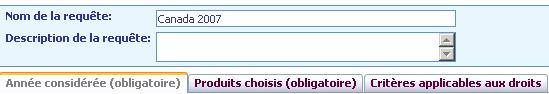 Nom de la requête: Canada 2007
Description de la requête:
Année considérée (obligatoire) Produits choisis (obligatoire) Critères applicables aux droits